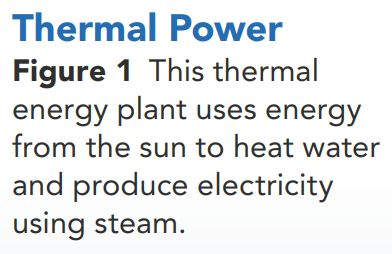 Thermal Power
Figure 1 This thermal
energy plant uses energy
from the sun to heat water
and produce electricity
using steam.